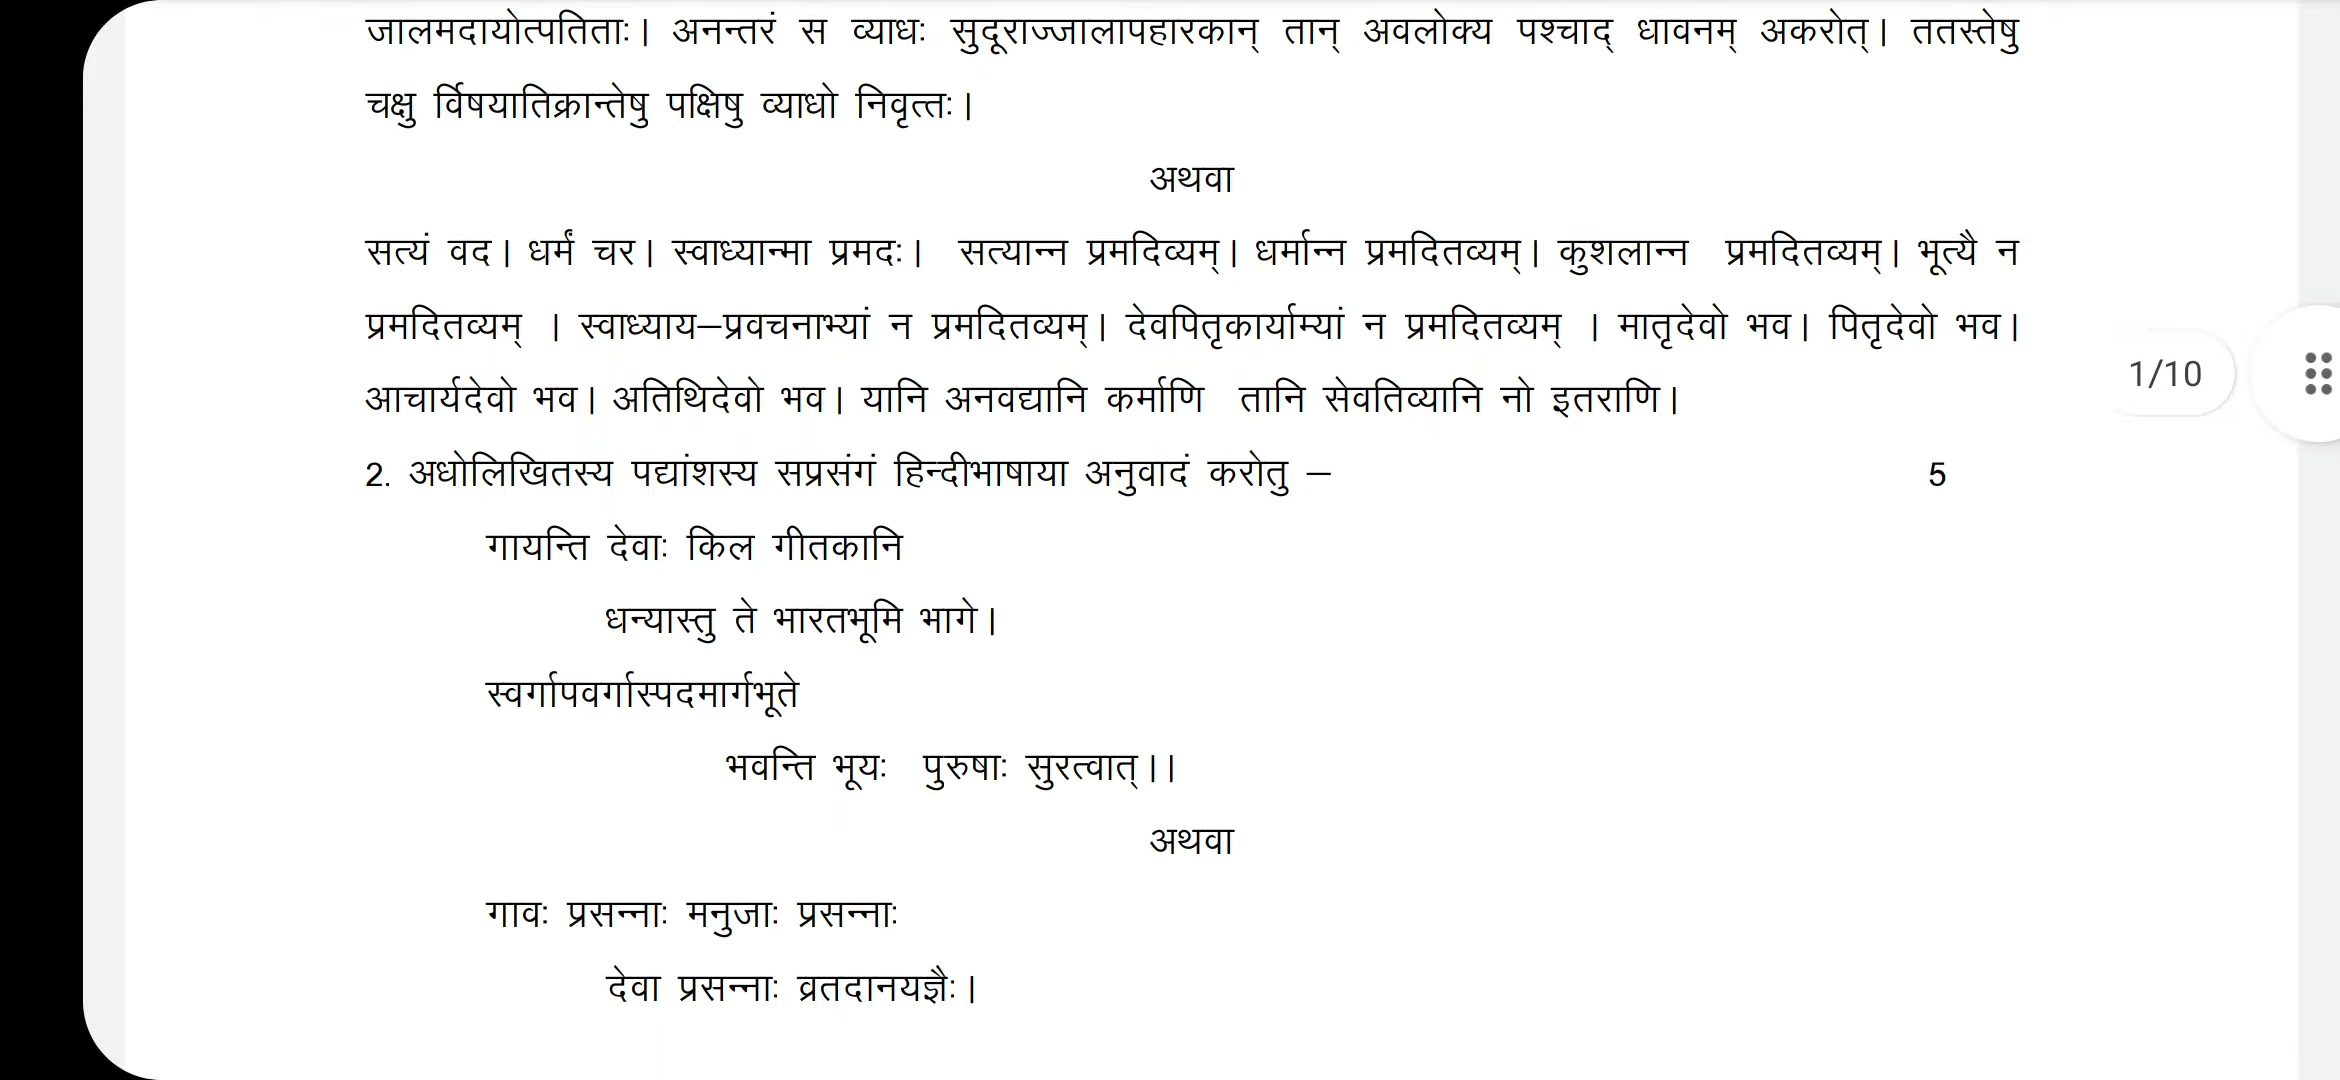 जालमदायोत्पतिताः। अनन्तरं स व्याधः सुदूराज्जालापहारकान् तान् अवलोक्य पश्चाद् धावनम् अकरोत्। ततस्तेषु
चक्षु र्विषयातिक्रान्तेषु पक्षिषु व्याधो निवृत्तः।
अथवा
सत्यं वद। धर्मं चर। स्वाध्यान्मा प्रमदः। सत्यान्न प्रमदिव्यम्। धर्मान्न प्रमदितव्यम्। कुशलान्न प्रमदितव्यम्। भूत्यै न
प्रमदितव्यम् । स्वाध्याय–प्रवचनाभ्यां न प्रमदितव्यम्। देवपितृकार्याम्यां न प्रमदितव्यम् । मातृदेवो भव। पितृदेवो भव।
आचार्यदेवो भव। अतिथिदेवो भव। यानि अनवद्यानि कर्माणि तानि सेवतिव्यानि नो इतराणि।
1/10
2. अधोलिखितस्य पद्यांशस्य सप्रसंगं हिन्दीभाषाया अनुवादं करोतु – 5
गायन्ति देवाः किल गीतकानि
धन्यास्तु ते भारतभूमि भागे।
स्वर्गापवर्गास्पदमार्गभूते
भवन्ति भूयः पुरुषाः सुरत्वात्।।
अथवा
गावः प्रसन्नाः मनुजाः प्रसन्नाः
देवा प्रसन्नाः व्रतदानयज्ञैः।